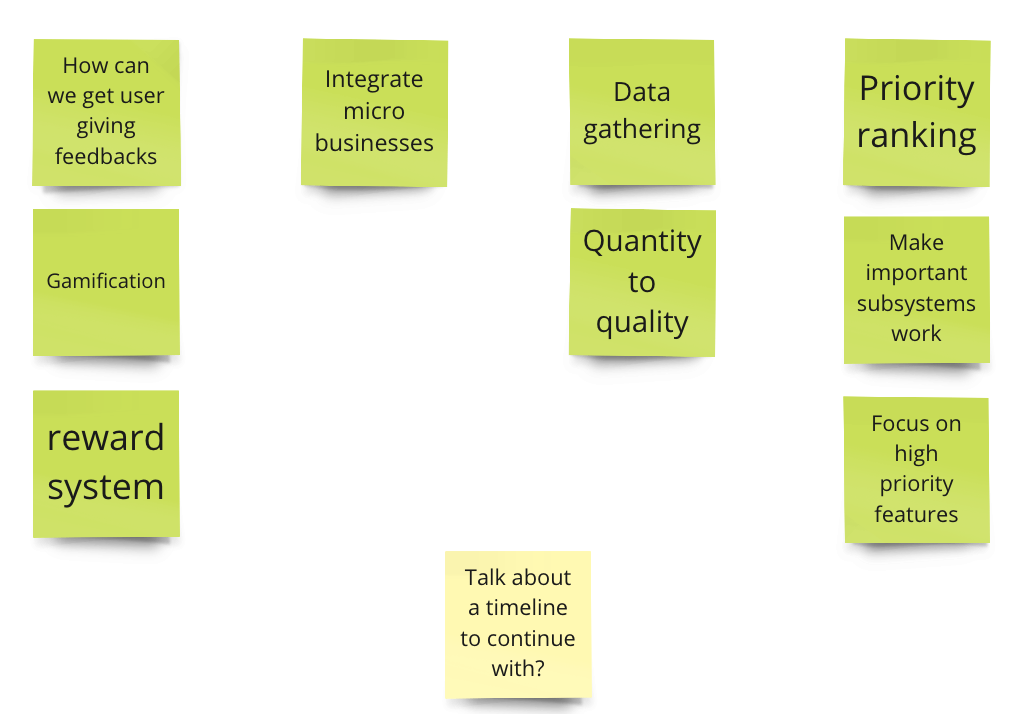 How can
we get user
giving
feedbacks
Integrate
micro
businesses
Data
gathering
Priority
ranking
Gamification
Quantity
to
quality
Make
important
subsystems
work
reward
system
Focus on
high
priority
features
Talk about
a timeline
to continue
with?